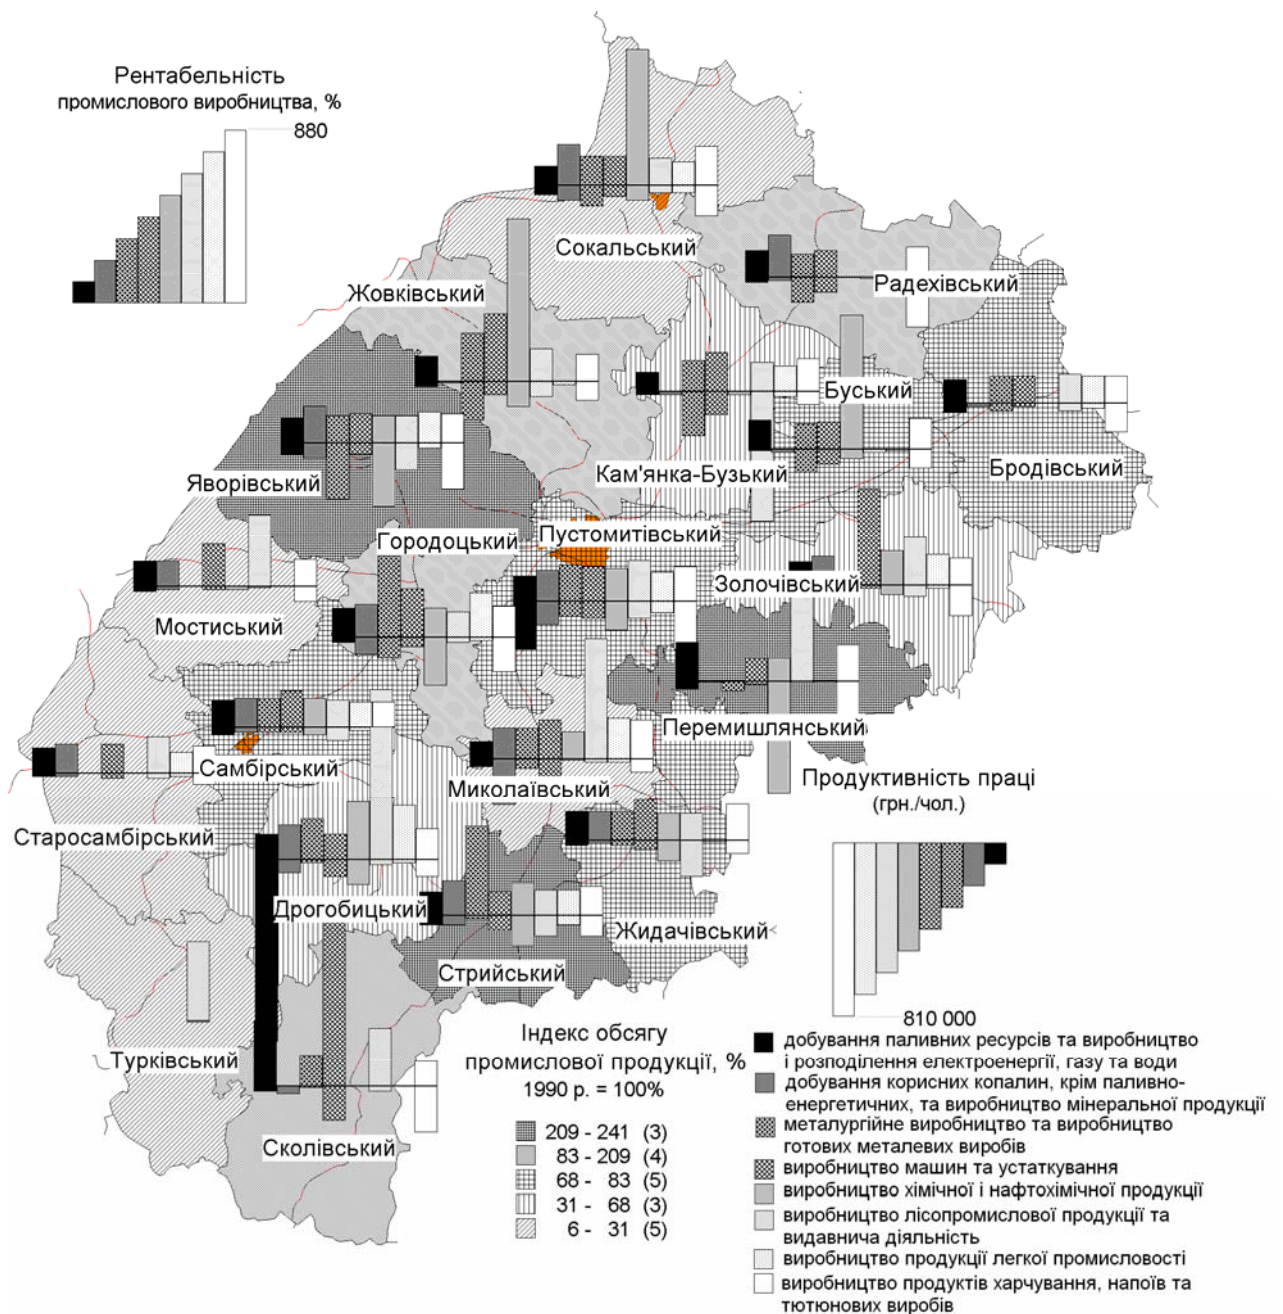 Рентабельність
промислового виробництва, %
880
Сокальський
Радехівський
Жовківський
Буський
Бродівський
Кам'янка-Бузький
Яворівський
Городоцький
Пустомитівський
Золочівський
Мостиський
Перемишлянський
Самбірський
Миколаївський
Старосамбірський
Дрогобицький
Жидачівський
Стрийський
Турківський
Сколівський
Продуктивність праці
(грн./чол.)
810 000
Індекс обсягу
промислової продукції, %
1990 р. = 100%
209 - 241 (3)
83 - 209 (4)
68 - 83 (5)
31 - 68 (3)
6 - 31 (5)
добування паливних ресурсів та виробництво
і розподілення електроенергії, газу та води
добування корисних копалин, крім паливно-
енергетичних, та виробництво мінеральної продукції
металургійне виробництво та виробництво
готових металевих виробів
виробництво машин та устаткування
виробництво хімічної і нафтохімічної продукції
виробництво лісопромислової продукції та
видавнича діяльність
виробництво продукції легкої промисловості
виробництво продуктів харчування, напоїв та
тютюнових виробів